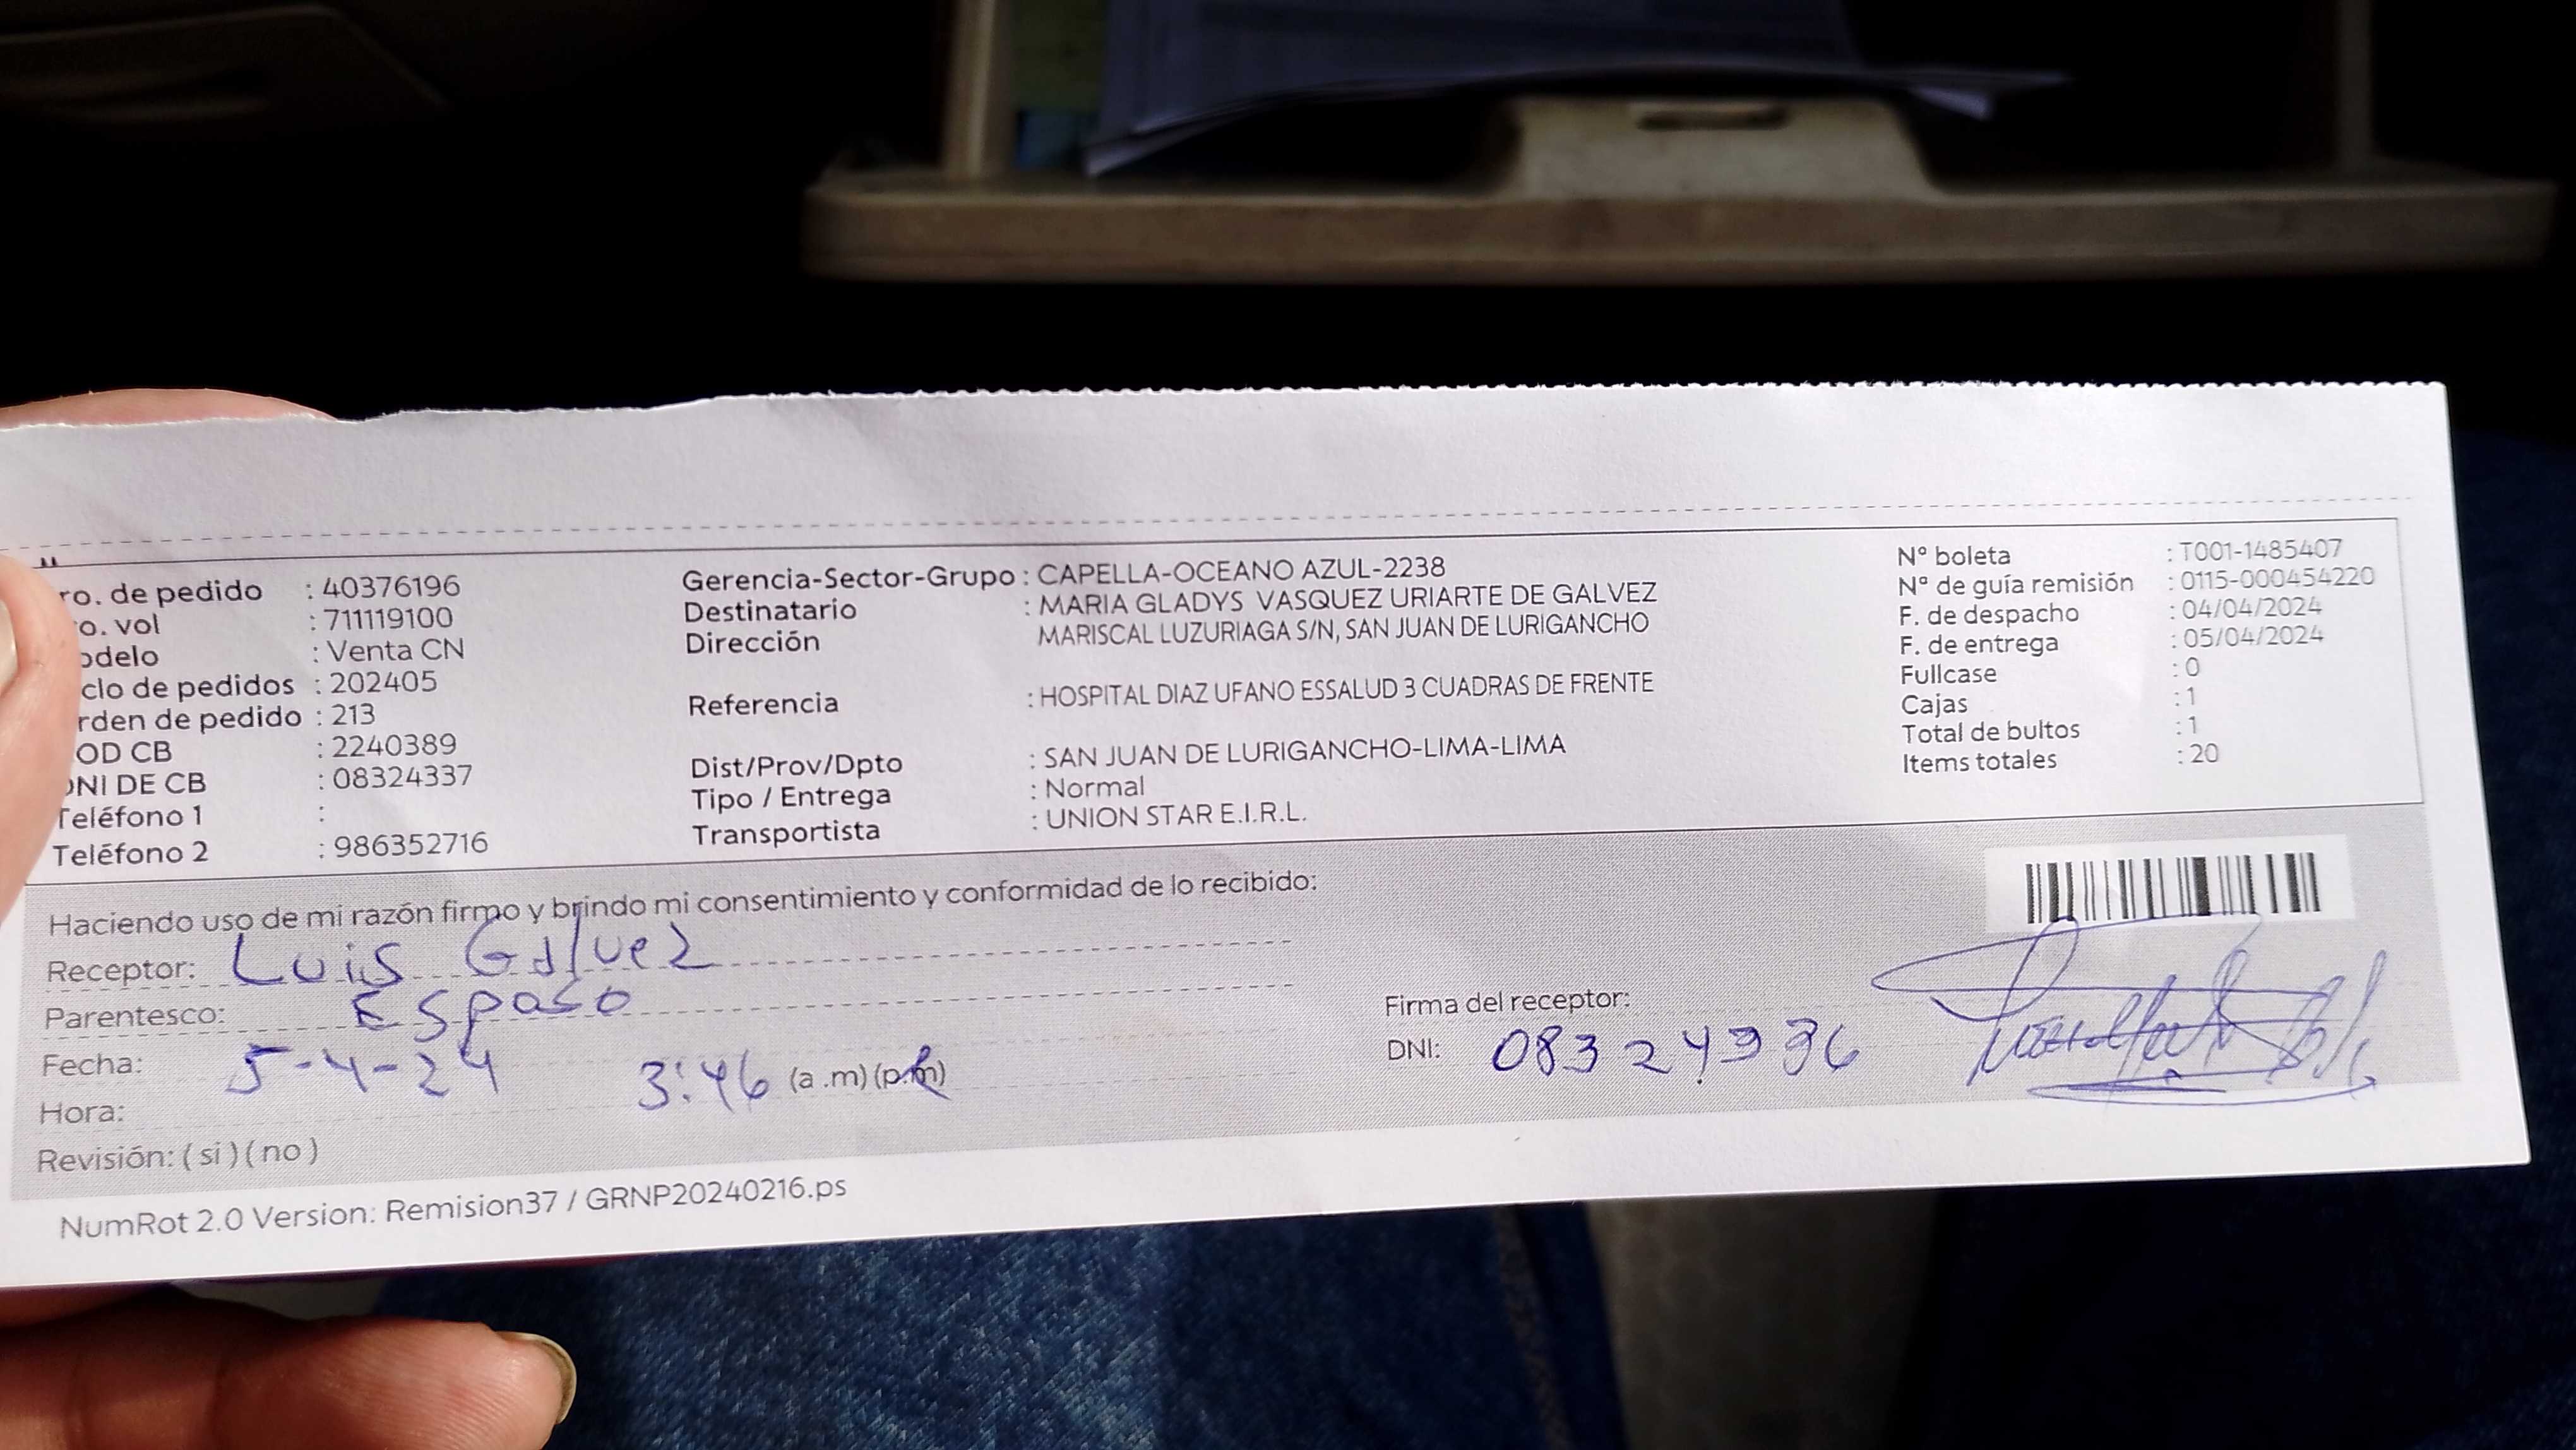 ro. de pedido : 40376196
o. vol : 711119100
odelo : Venta CN
clo de pedidos : 202405
rden de pedido : 213
OD CB : 2240389
NI DE CB : 08324337
Teléfono 1 :
Teléfono 2 : 986352716
Gerencia-Sector-Grupo : CAPELLA-OCEANO AZUL-2238
Destinatario : MARIA GLADYS VASQUEZ URIARTE DE GALVEZ
Dirección MARISCAL LUZURIAGA S/N, SAN JUAN DE LURIGANCHO
Referencia : HOSPITAL DIAZ UFANO ESSALUD 3 CUADRAS DE FRENTE
Dist/Prov/Dpto : SAN JUAN DE LURIGANCHO-LIMA-LIMA
Tipo / Entrega : Normal
Transportista : UNION STAR E.I.R.L.
N° boleta : T001-1485407
N° de guía remisión : 0115-000454220
F. de despacho : 04/04/2024
F. de entrega : 05/04/2024
Fullcase : 0
Cajas : 1
Total de bultos : 1
Items totales : 20
Haciendo uso de mi razón firmo y brindo mi consentimiento y conformidad de lo recibido:
Receptor: Luis Galvez
Parentesco: Esposo
Fecha: 5-4-24
Hora: 3:46 (a .m) (p.m)
Revisión: ( si ) ( no )
Firma del receptor:
DNI: 08324936
NumRot 2.0 Version: Remision37 / GRNP20240216.ps